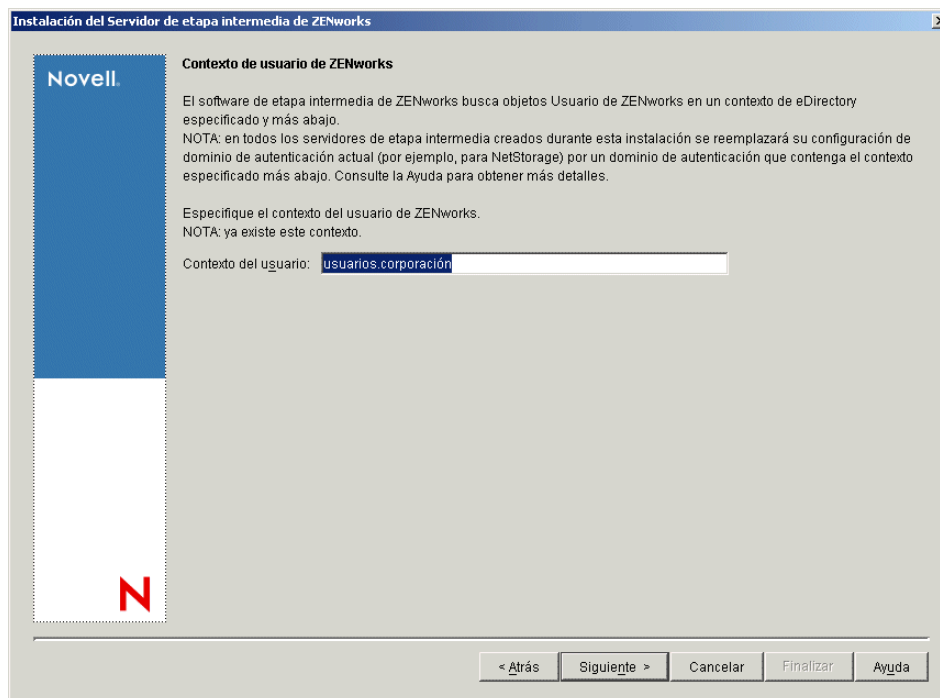 Instalación del Servidor de etapa intermedia de ZENworks
Novell.
Contexto de usuario de ZENworks
El software de etapa intermedia de ZENworks busca objetos Usuario de ZENworks en un contexto de eDirectory
especificado y más abajo.
NOTA: en todos los servidores de etapa intermedia creados durante esta instalación se reemplazará su configuración de
dominio de autenticación actual (por ejemplo, para NetStorage) por un dominio de autenticación que contenga el contexto
especificado más abajo. Consulte la Ayuda para obtener más detalles.
Especifique el contexto del usuario de ZENworks.
NOTA: ya existe este contexto.
Contexto del usuario: usuarios.corporación
N
< Atrás Siguiente > Cancelar Finalizar Ayuda